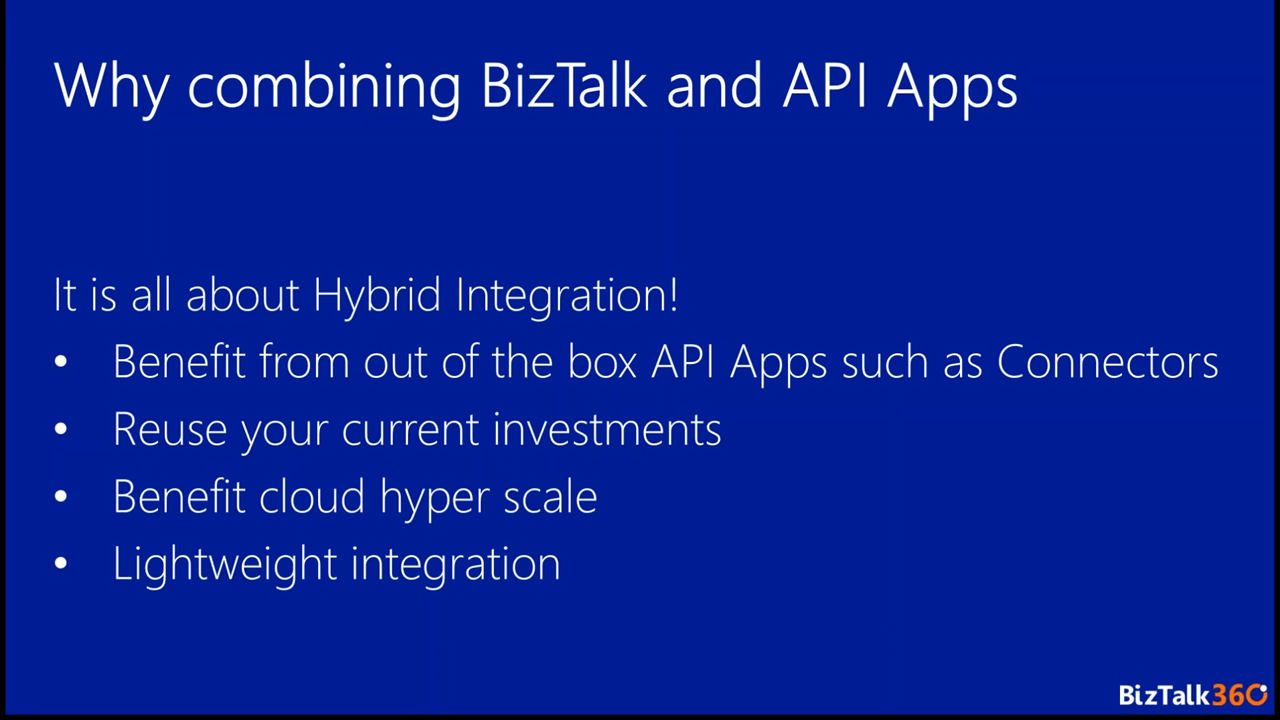 Why combining BizTalk and API Apps
It is all about Hybrid Integration!
• Benefit from out of the box API Apps such as Connectors
• Reuse your current investments
• Benefit cloud hyper scale
• Lightweight integration
BizTalk360